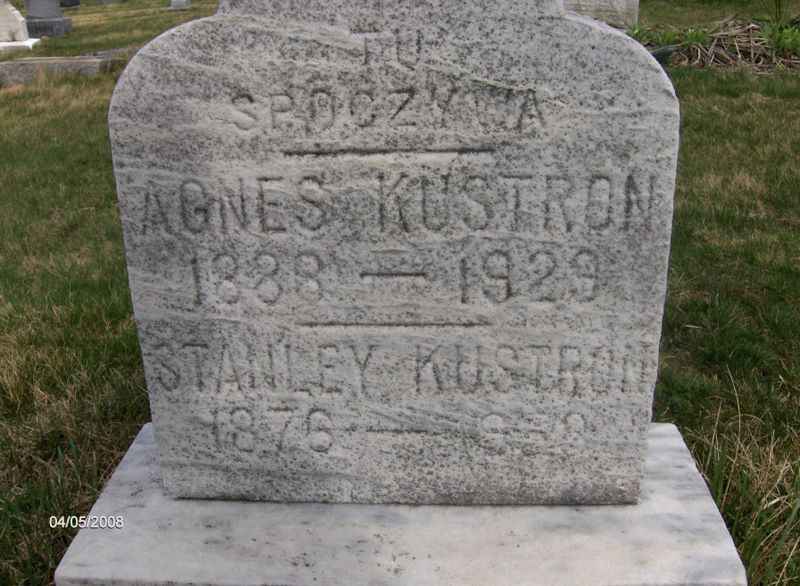 TU
SPOCZYWA
AGNES KUSTRON
1888 — 1929
STANLEY KUSTRON
1876 —
04/05/2008